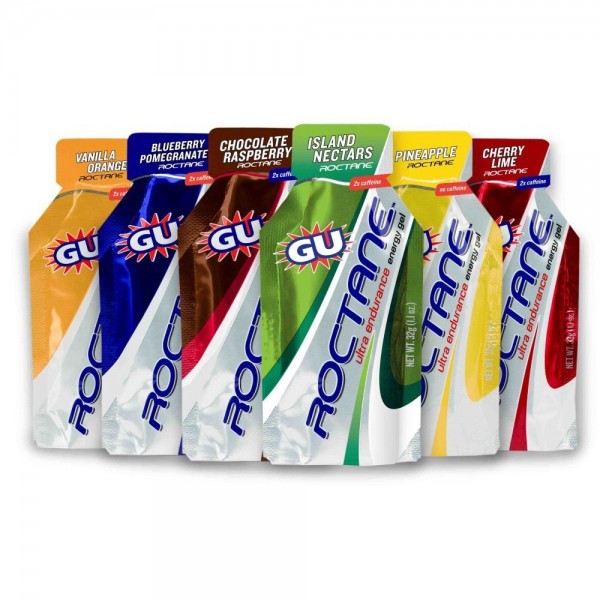 VANILLA
ORANGE
ROCTANE
2x caffeine
GU
ROCTANE
BLUEBERRY
POMEGRANATE
ROCTANE
GU
ROCTANE
CHOCOLATE
RASPBERRY
ROCTANE
2x caffeine
GU
ROCTANE
ISLAND
NECTARS
ROCTANE
2x caffeine
GU
ROCTANE
ultra endurance energy gel
NET WT. 32g (1.1 oz.)
PINEAPPLE
ROCTANE
no caffeine
ROCTANE
ultra endurance energy gel
CHERRY
LIME
ROCTANE
2x caffeine
ROCTANE
ultra endurance energy gel